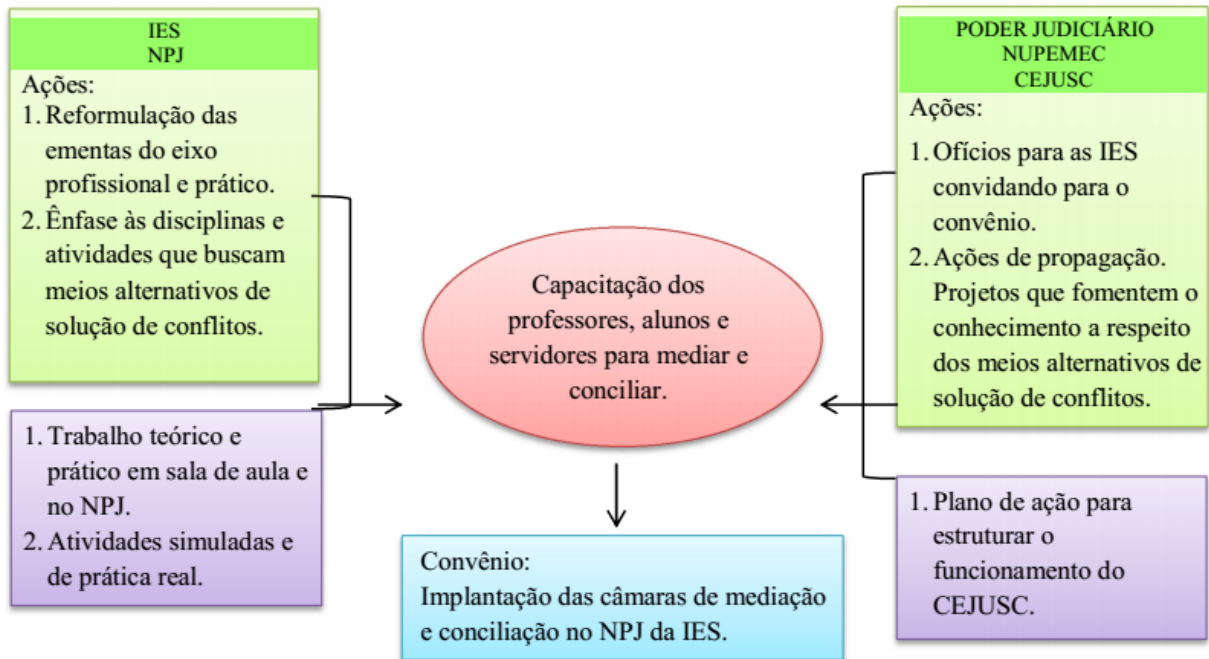 IES
NPJ
Ações:
1. Reformulação das
ementas do eixo
profissional e prático.
2. Ênfase às disciplinas e
atividades que buscam
meios alternativos de
solução de conflitos.
1. Trabalho teórico e
prático em sala de aula e
no NPJ.
2. Atividades simuladas e
de prática real.
Capacitação dos
professores, alunos e
servidores para mediar e
conciliar.
Convênio:
Implantação das câmaras de mediação
e conciliação no NPJ da IES.
PODER JUDICIÁRIO
NUPEMEC
CEJUSC
Ações:
1. Ofícios para as IES
convidando para o
convênio.
2. Ações de propagação.
Projetos que fomentem o
conhecimento a respeito
dos meios alternativos de
solução de conflitos.
1. Plano de ação para
estruturar o
funcionamento do
CEJUSC.